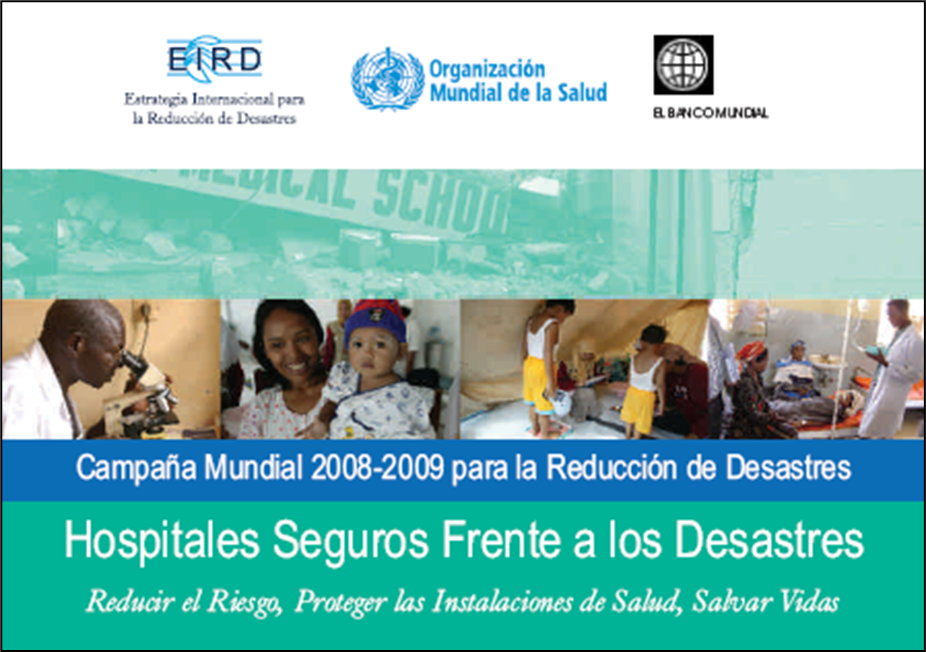 EIRD
Estrategia Internacional para
la Reducción de Desastres
Organización
Mundial de la Salud
EL BANCO MUNDIAL
MEDICAL SCHOO
Campaña Mundial 2008-2009 para la Reducción de Desastres
Hospitales Seguros Frente a los Desastres
Reducir el Riesgo, Proteger las Instalaciones de Salud, Salvar Vidas